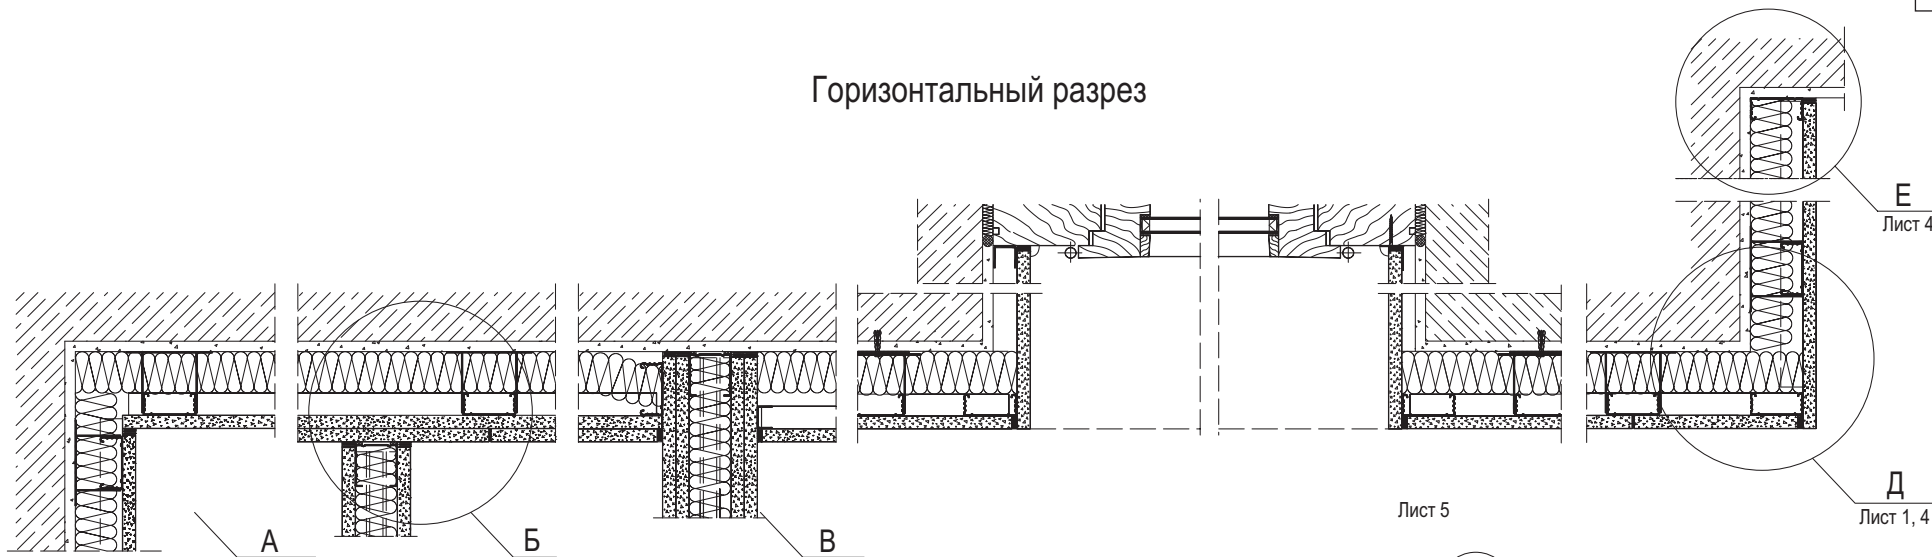 Горизонтальный разрез
Е
Лист 4
А
Б
В
Лист 5
Д
Лист 1, 4